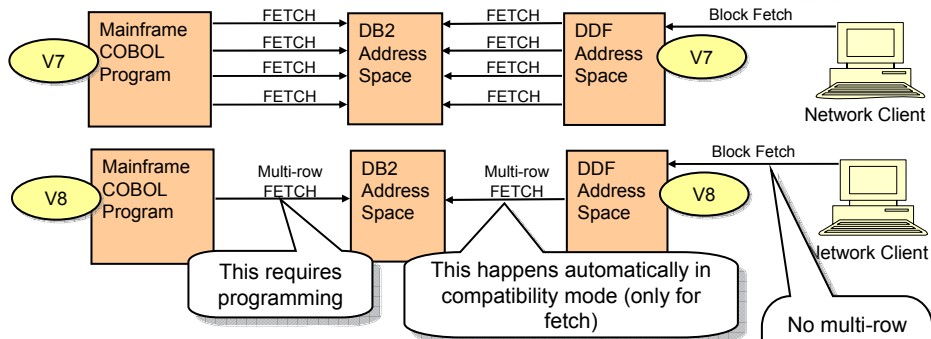 FETCH
FETCH
FETCH
FETCH
Mainframe
COBOL
Program
V7
DB2
Address
Space
FETCH
FETCH
FETCH
FETCH
DDF
Address
Space
V7
Block Fetch
Network Client
Mainframe
COBOL
Program
V8
Multi-row
FETCH
DB2
Address
Space
Multi-row
FETCH
DDF
Address
Space
V8
Block Fetch
Network Client
This requires
programming
This happens automatically in
compatibility mode (only for
fetch)
No multi-row